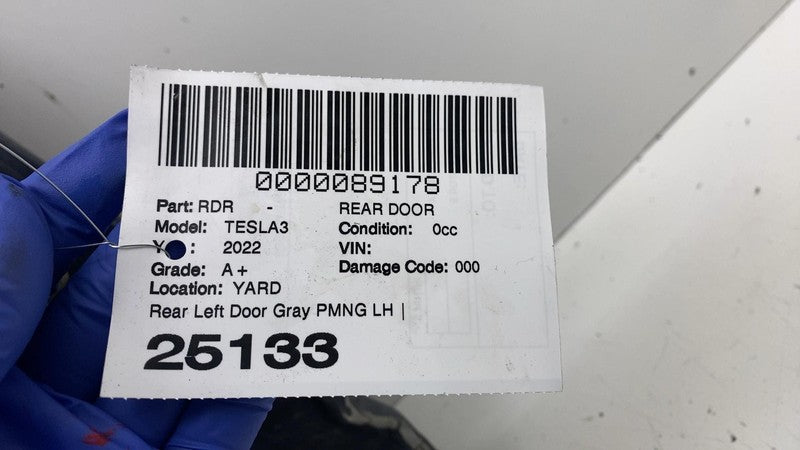 0000089178
Part: RDR - REAR DOOR
Model: TESLA3 Condition: 0cc
Y : 2022 VIN:
Grade: A+ Damage Code: 000
Location: YARD
Rear Left Door Gray PMNG LH |
25133